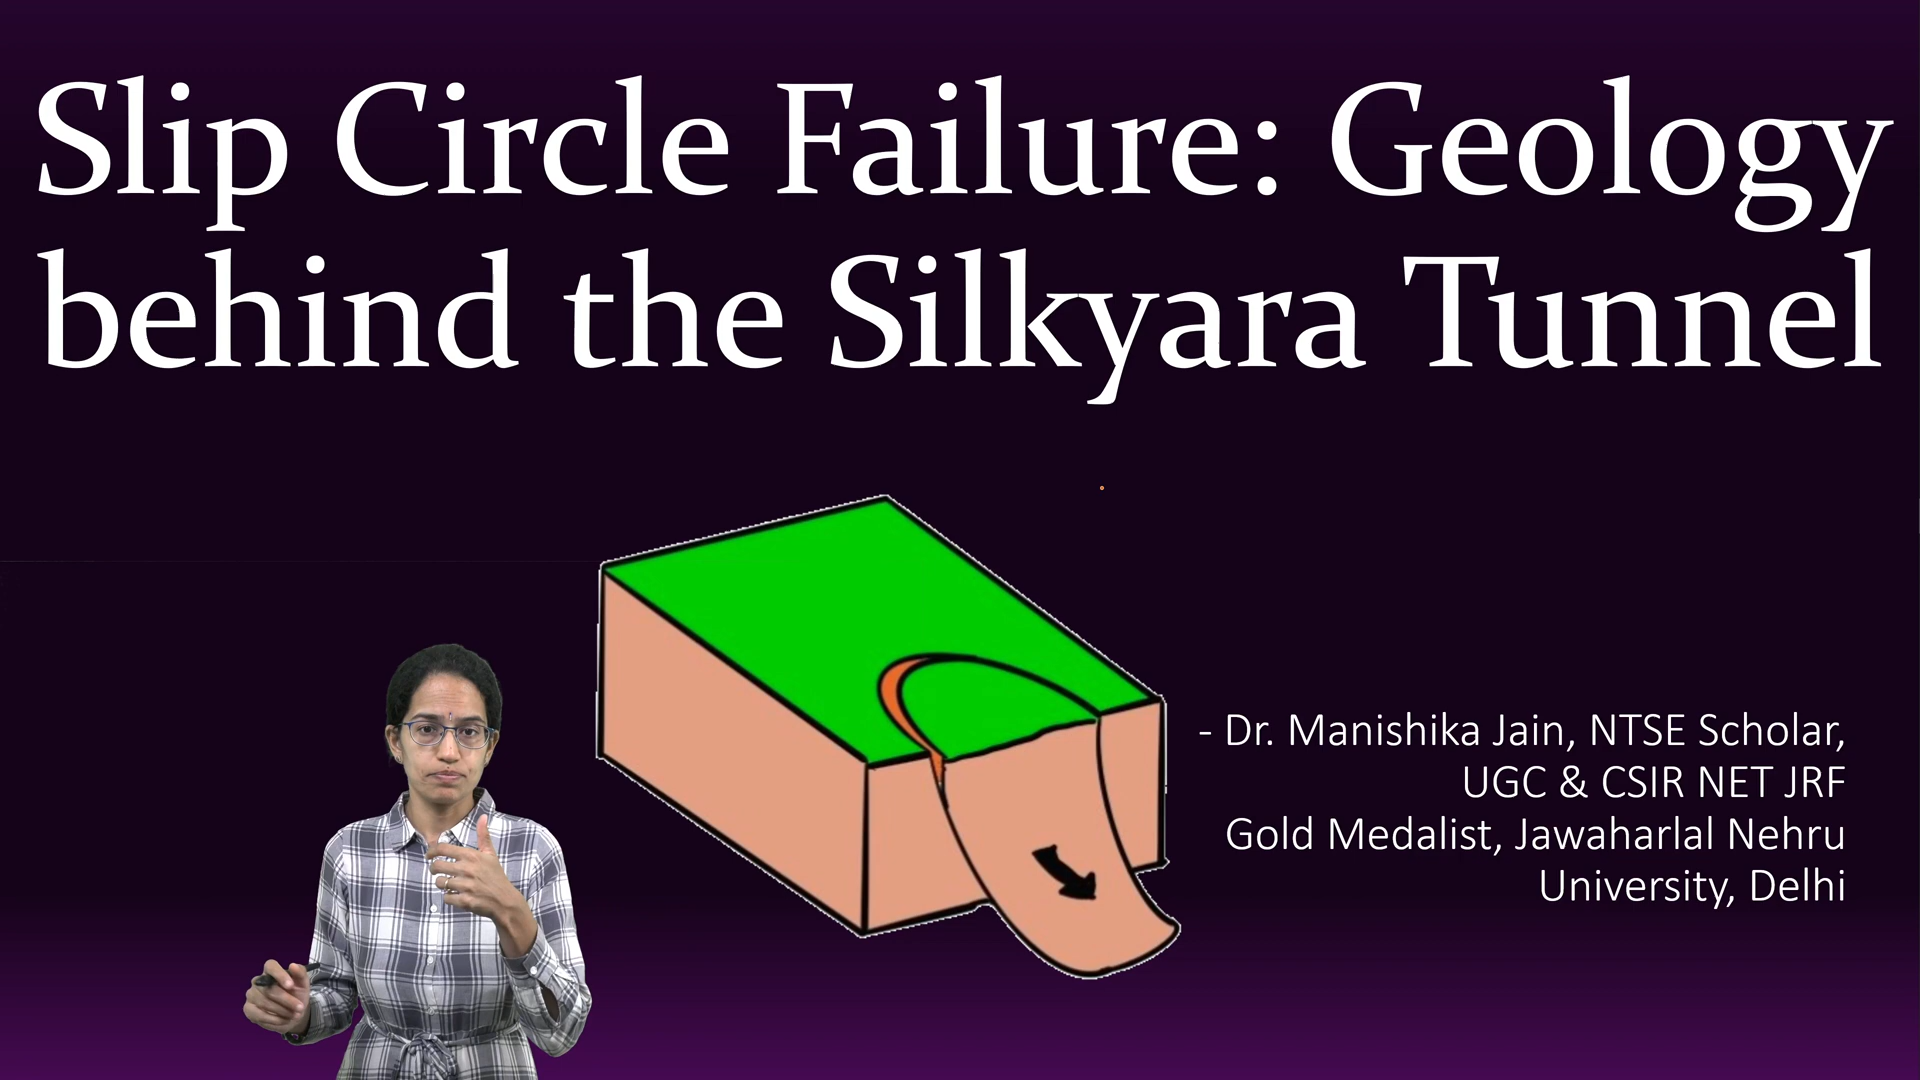 Slip Circle Failure: Geology
behind the Silkyara Tunnel
- Dr. Manishika Jain, NTSE Scholar,
UGC & CSIR NET JRF
Gold Medalist, Jawaharlal Nehru
University, Delhi